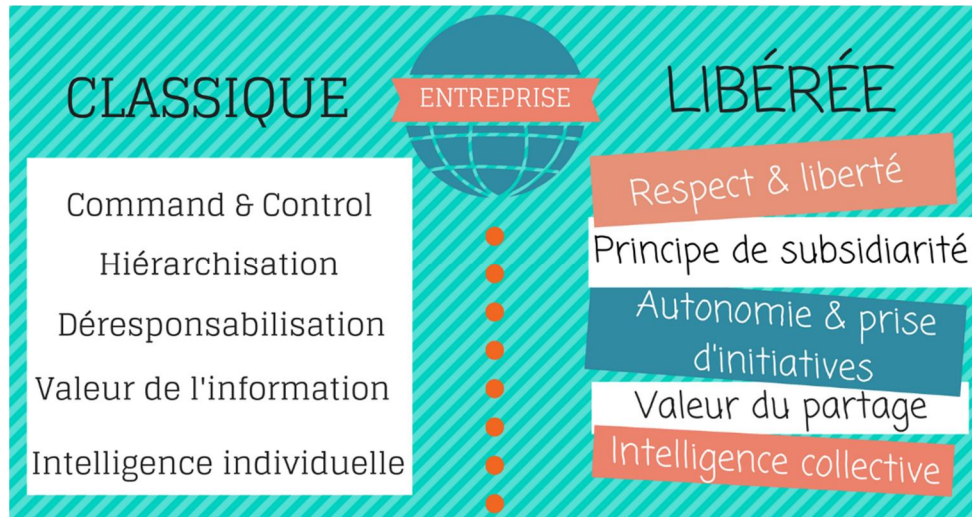 CLASSIQUE
ENTREPRISE
LIBÉRÉE
Command & Control
Hiérarchisation
Déresponsabilisation
Valeur de l'information
Intelligence individuelle
Respect & liberté
Principe de subsidiarité
Autonomie & prise
d'initiatives
Valeur du partage
Intelligence collective